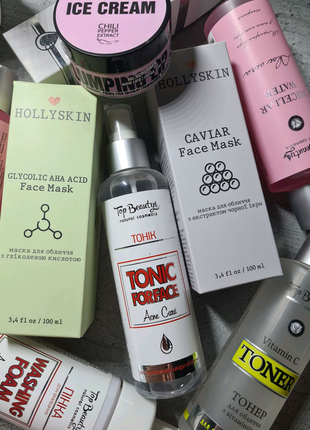 ICE CREAM
CHILI
PEPPER
EXTRACT
HOLLYSKIN
GLYCOLIC AHA ACID
Face Mask
маска для обличчя
з гліколевою кислотою
3,4 fl oz / 100 ml
HOLLYSKIN
CAVIAR
Face Mask
маска для обличчя
з екстрактом чорної ікри
3,4 fl oz / 100 ml
Top Beauty
natural cosmetics
ТОНІК
TONIC
FOR FACE
Acne Care
MICELLAR
WATER
Vitamin C
TONER
ТОНЕР
для обличчя
з вітаміном
WASHING
FOAM
Top Beauty
ПІНКА